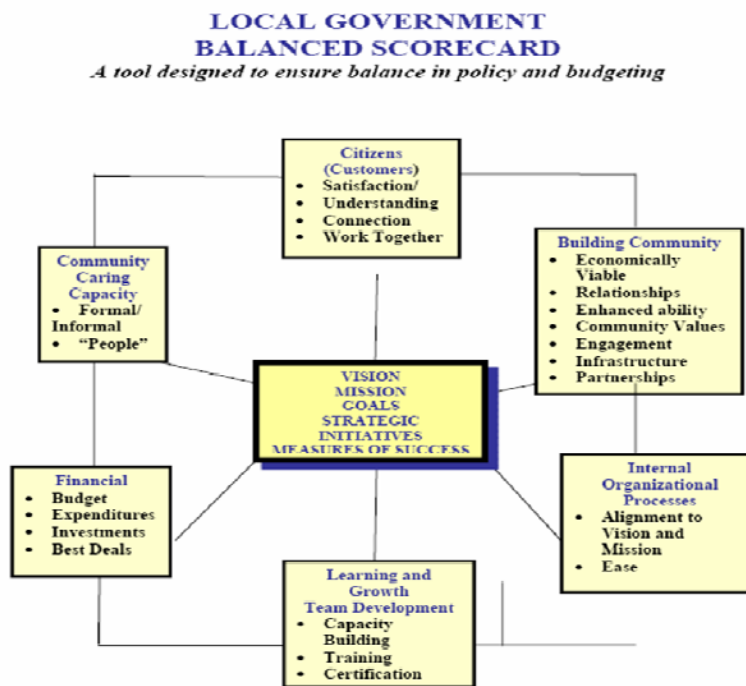 LOCAL GOVERNMENT
BALANCED SCORECARD
A tool designed to ensure balance in policy and budgeting
Citizens
(Customers)
• Satisfaction/
• Understanding
• Connection
• Work Together
Community
Caring
Capacity
• Formal/
Informal
• “People”
Building Community
• Economically
Viable
• Relationships
• Enhanced ability
• Community Values
• Engagement
• Infrastructure
• Partnerships
VISION
MISSION
GOALS
STRATEGIC
INITIATIVES
MEASURES OF SUCCESS
Financial
• Budget
• Expenditures
• Investments
• Best Deals
Internal
Organizational
Processes
• Alignment to
Vision and
Mission
• Ease
Learning and
Growth
Team Development
• Capacity
Building
• Training
• Certification